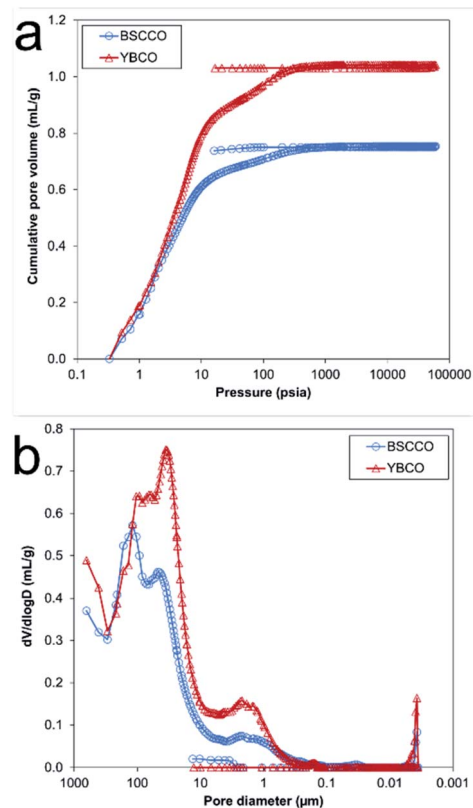 a
BSCCO
YBCO
1.2
1.0
0.8
0.6
0.4
0.2
0.0
Cumulative pore volume (mL/g)
0.1 1 10 100 1000 10000 100000
Pressure (psia)
b
BSCCO
YBCO
0.8
0.7
0.6
0.5
0.4
0.3
0.2
0.1
0.0
dV/dlogD (mL/g)
1000 100 10 1 0.1 0.01 0.001
Pore diameter (µm)